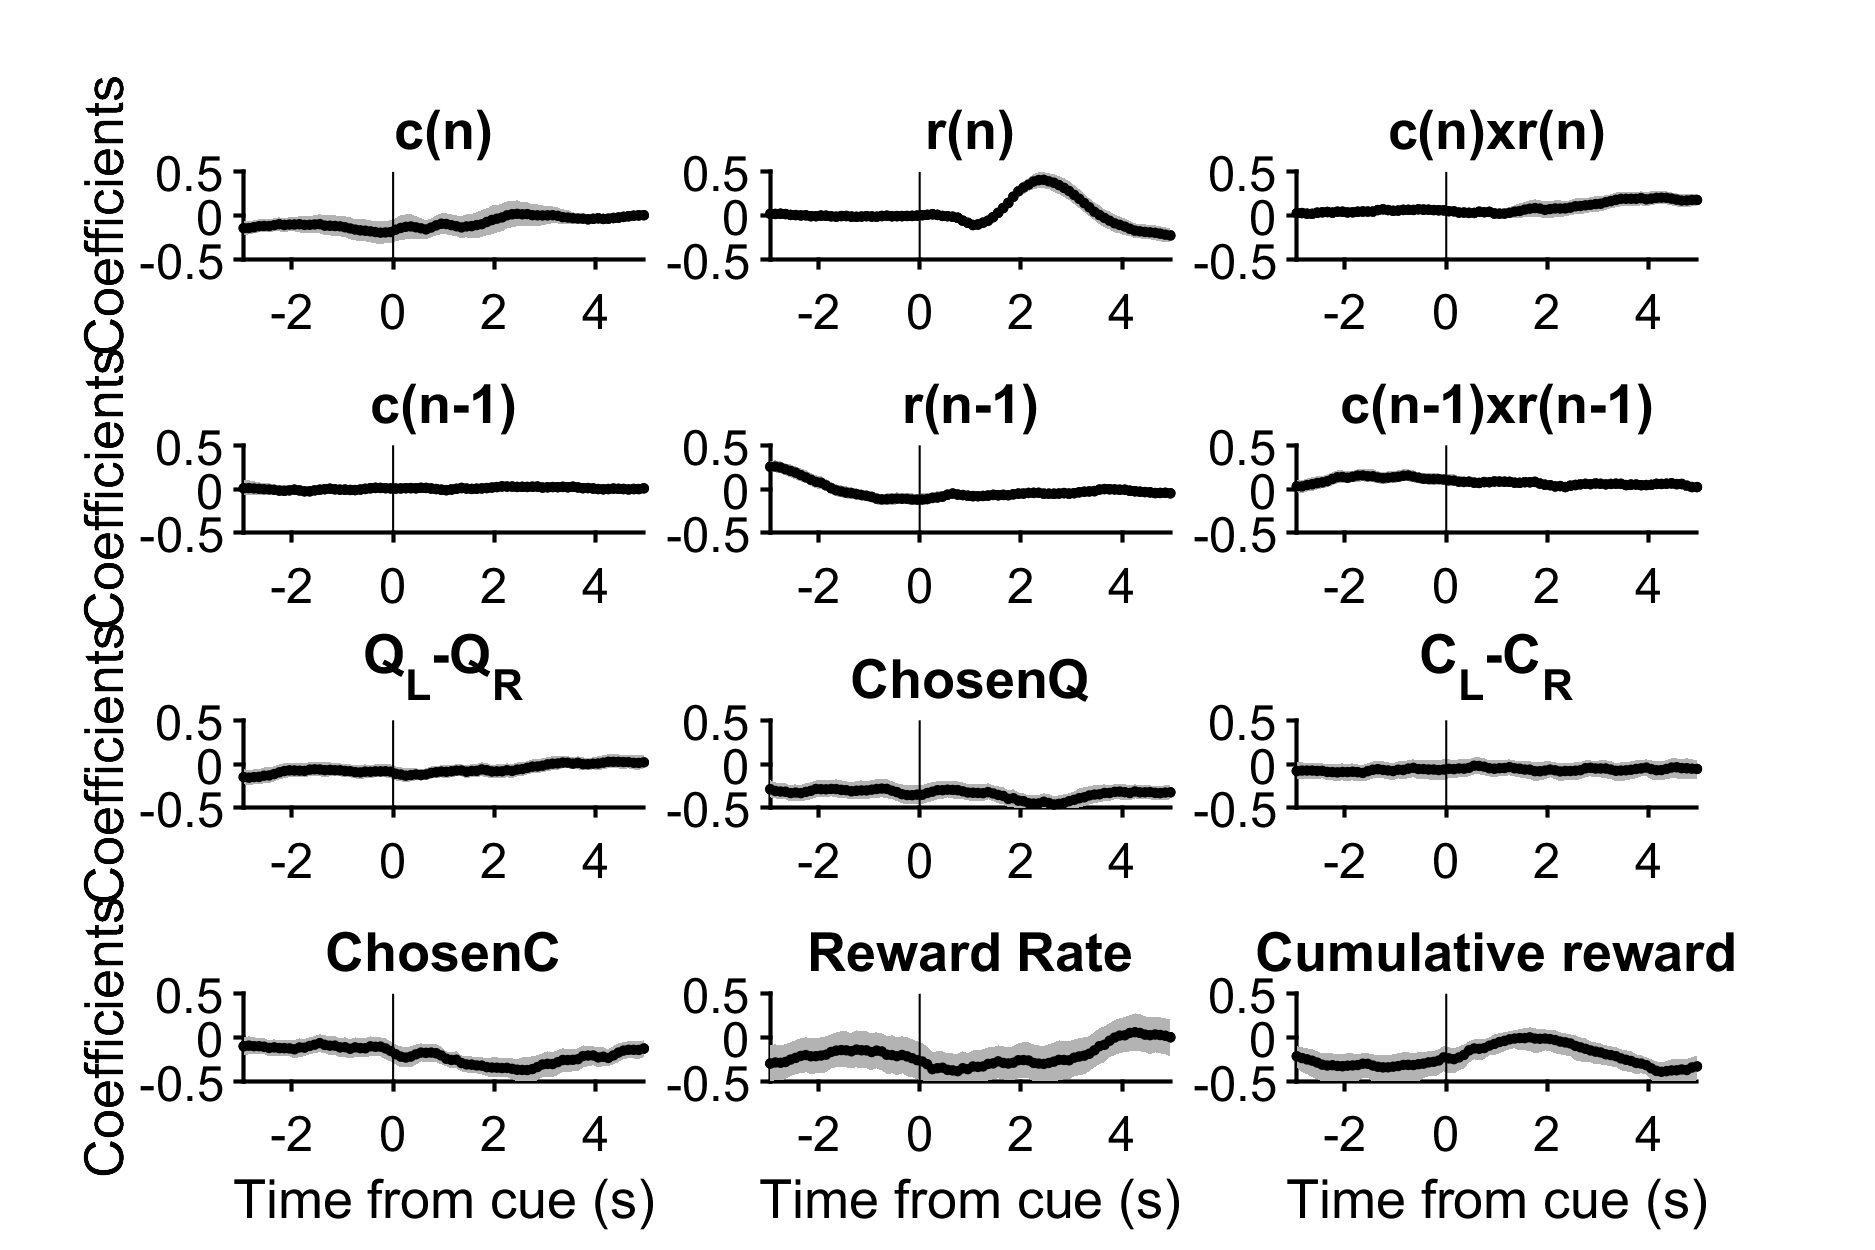 c(n) r(n) c(n)xr(n)
Coefficients
0.5 0.5 0.5
0 0 0
-0.5 -0.5 -0.5
-2 0 2 4 -2 0 2 4 -2 0 2 4
c(n-1) r(n-1) c(n-1)xr(n-1)
Coefficients
0.5 0.5 0.5
0 0 0
-0.5 -0.5 -0.5
-2 0 2 4 -2 0 2 4 -2 0 2 4
QL-QR ChosenQ CL-CR
Coefficients
0.5 0.5 0.5
0 0 0
-0.5 -0.5 -0.5
-2 0 2 4 -2 0 2 4 -2 0 2 4
ChosenC Reward Rate Cumulative reward
Coefficients
0.5 0.5 0.5
0 0 0
-0.5 -0.5 -0.5
-2 0 2 4 -2 0 2 4 -2 0 2 4
Time from cue (s) Time from cue (s) Time from cue (s)